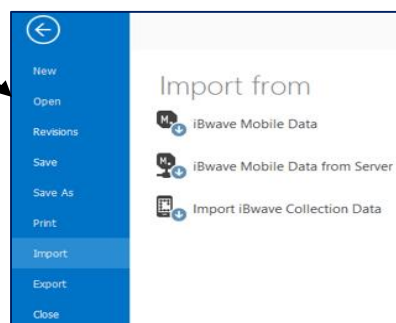 New
Open
Revisions
Save
Save As
Print
Import
Export
Close
Import from
iBwave Mobile Data
iBwave Mobile Data from Server
Import iBwave Collection Data